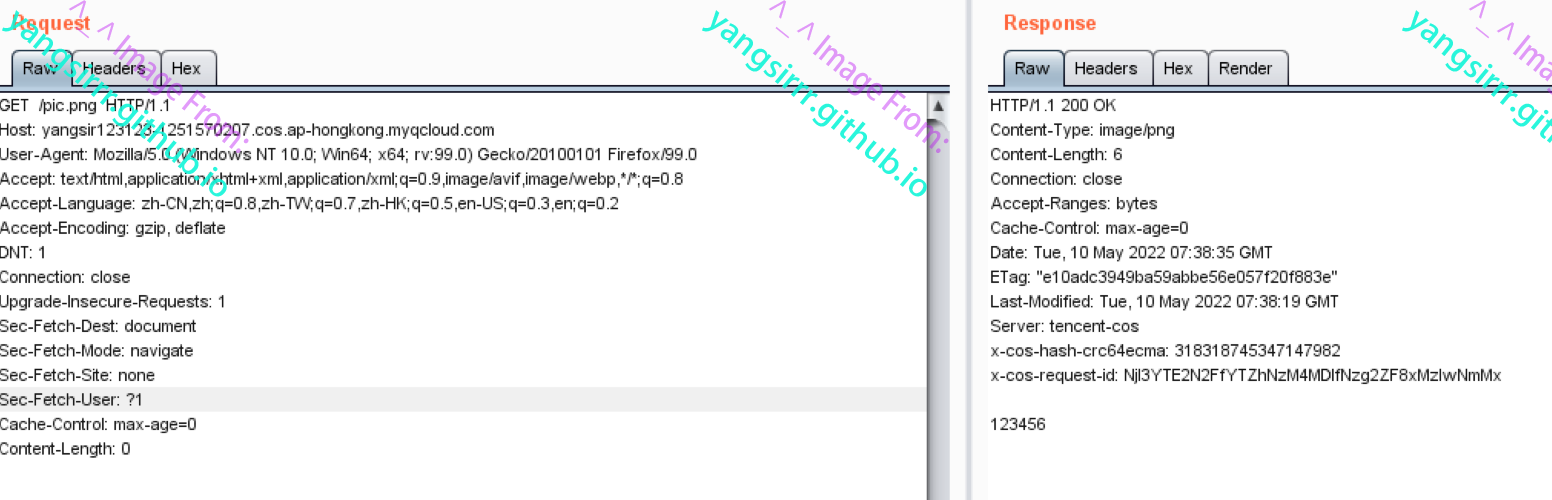 Request
Raw Headers Hex
GET /pic.png HTTP/1.1
Host: yangsir123123-1251570207.cos.ap-hongkong.myqcloud.com
User-Agent: Mozilla/5.0 (Windows NT 10.0; Win64; x64; rv:99.0) Gecko/20100101 Firefox/99.0
Accept: text/html,application/xhtml+xml,application/xml;q=0.9,image/avif,image/webp,*/*;q=0.8
Accept-Language: zh-CN,zh;q=0.8,zh-TW;q=0.7,zh-HK;q=0.5,en-US;q=0.3,en;q=0.2
Accept-Encoding: gzip, deflate
DNT: 1
Connection: close
Upgrade-Insecure-Requests: 1
Sec-Fetch-Dest: document
Sec-Fetch-Mode: navigate
Sec-Fetch-Site: none
Sec-Fetch-User: ?1
Cache-Control: max-age=0
Content-Length: 0
Response
Raw Headers Hex Render
HTTP/1.1 200 OK
Content-Type: image/png
Content-Length: 6
Connection: close
Accept-Ranges: bytes
Cache-Control: max-age=0
Date: Tue, 10 May 2022 07:38:35 GMT
ETag: "e10adc3949ba59abbe56e057f20f883e"
Last-Modified: Tue, 10 May 2022 07:38:19 GMT
Server: tencent-cos
x-cos-hash-crc64ecma: 318318745347147982
x-cos-request-id: NjI3YTE2N2FfYTZhNzM4MDlfNzg2ZF8xMzIwNmMx
123456
^_^ Image From:
yangsirrr.github.io
^_^ Image From:
yangsirrr.github.io
^_^ Ima
yangsirrr.git